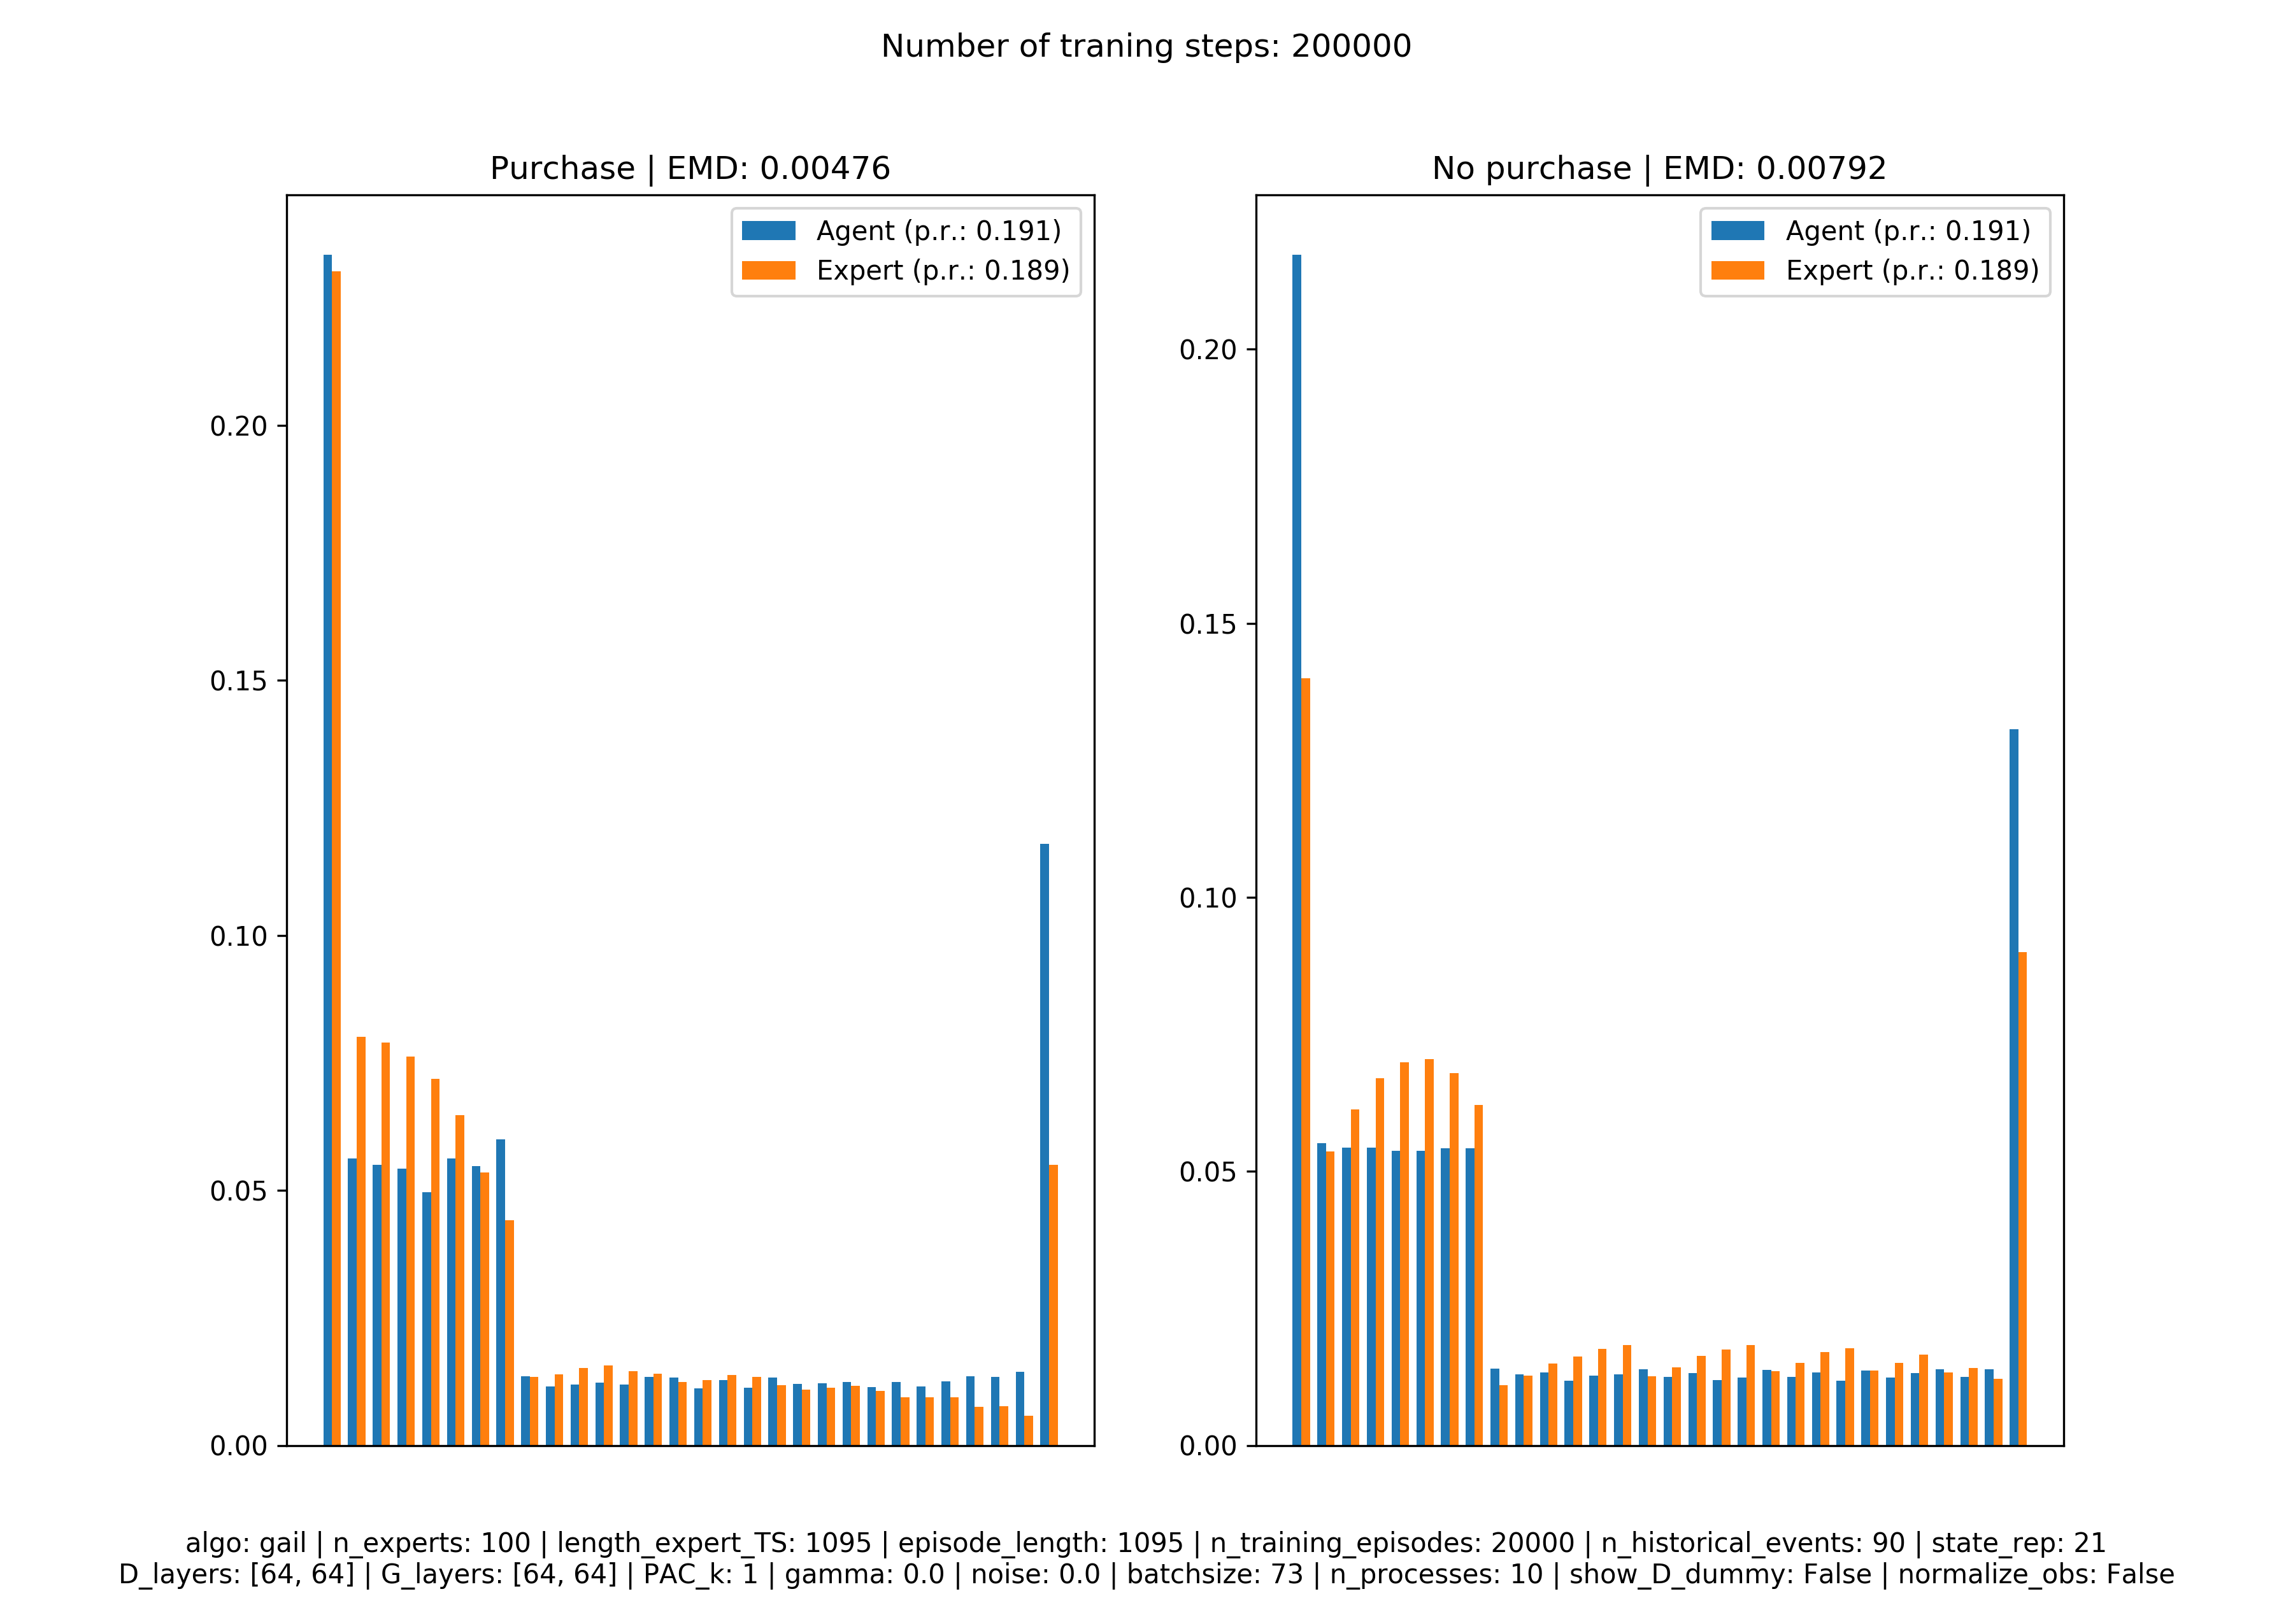 Number of traning steps: 200000
Purchase | EMD: 0.00476
Agent (p.r.: 0.191)
Expert (p.r.: 0.189)
0.20
0.15
0.10
0.05
0.00
No purchase | EMD: 0.00792
Agent (p.r.: 0.191)
Expert (p.r.: 0.189)
0.20
0.15
0.10
0.05
0.00
algo: gail | n_experts: 100 | length_expert_TS: 1095 | episode_length: 1095 | n_training_episodes: 20000 | n_historical_events: 90 | state_rep: 21
D_layers: [64, 64] | G_layers: [64, 64] | PAC_k: 1 | gamma: 0.0 | noise: 0.0 | batchsize: 73 | n_processes: 10 | show_D_dummy: False | normalize_obs: False